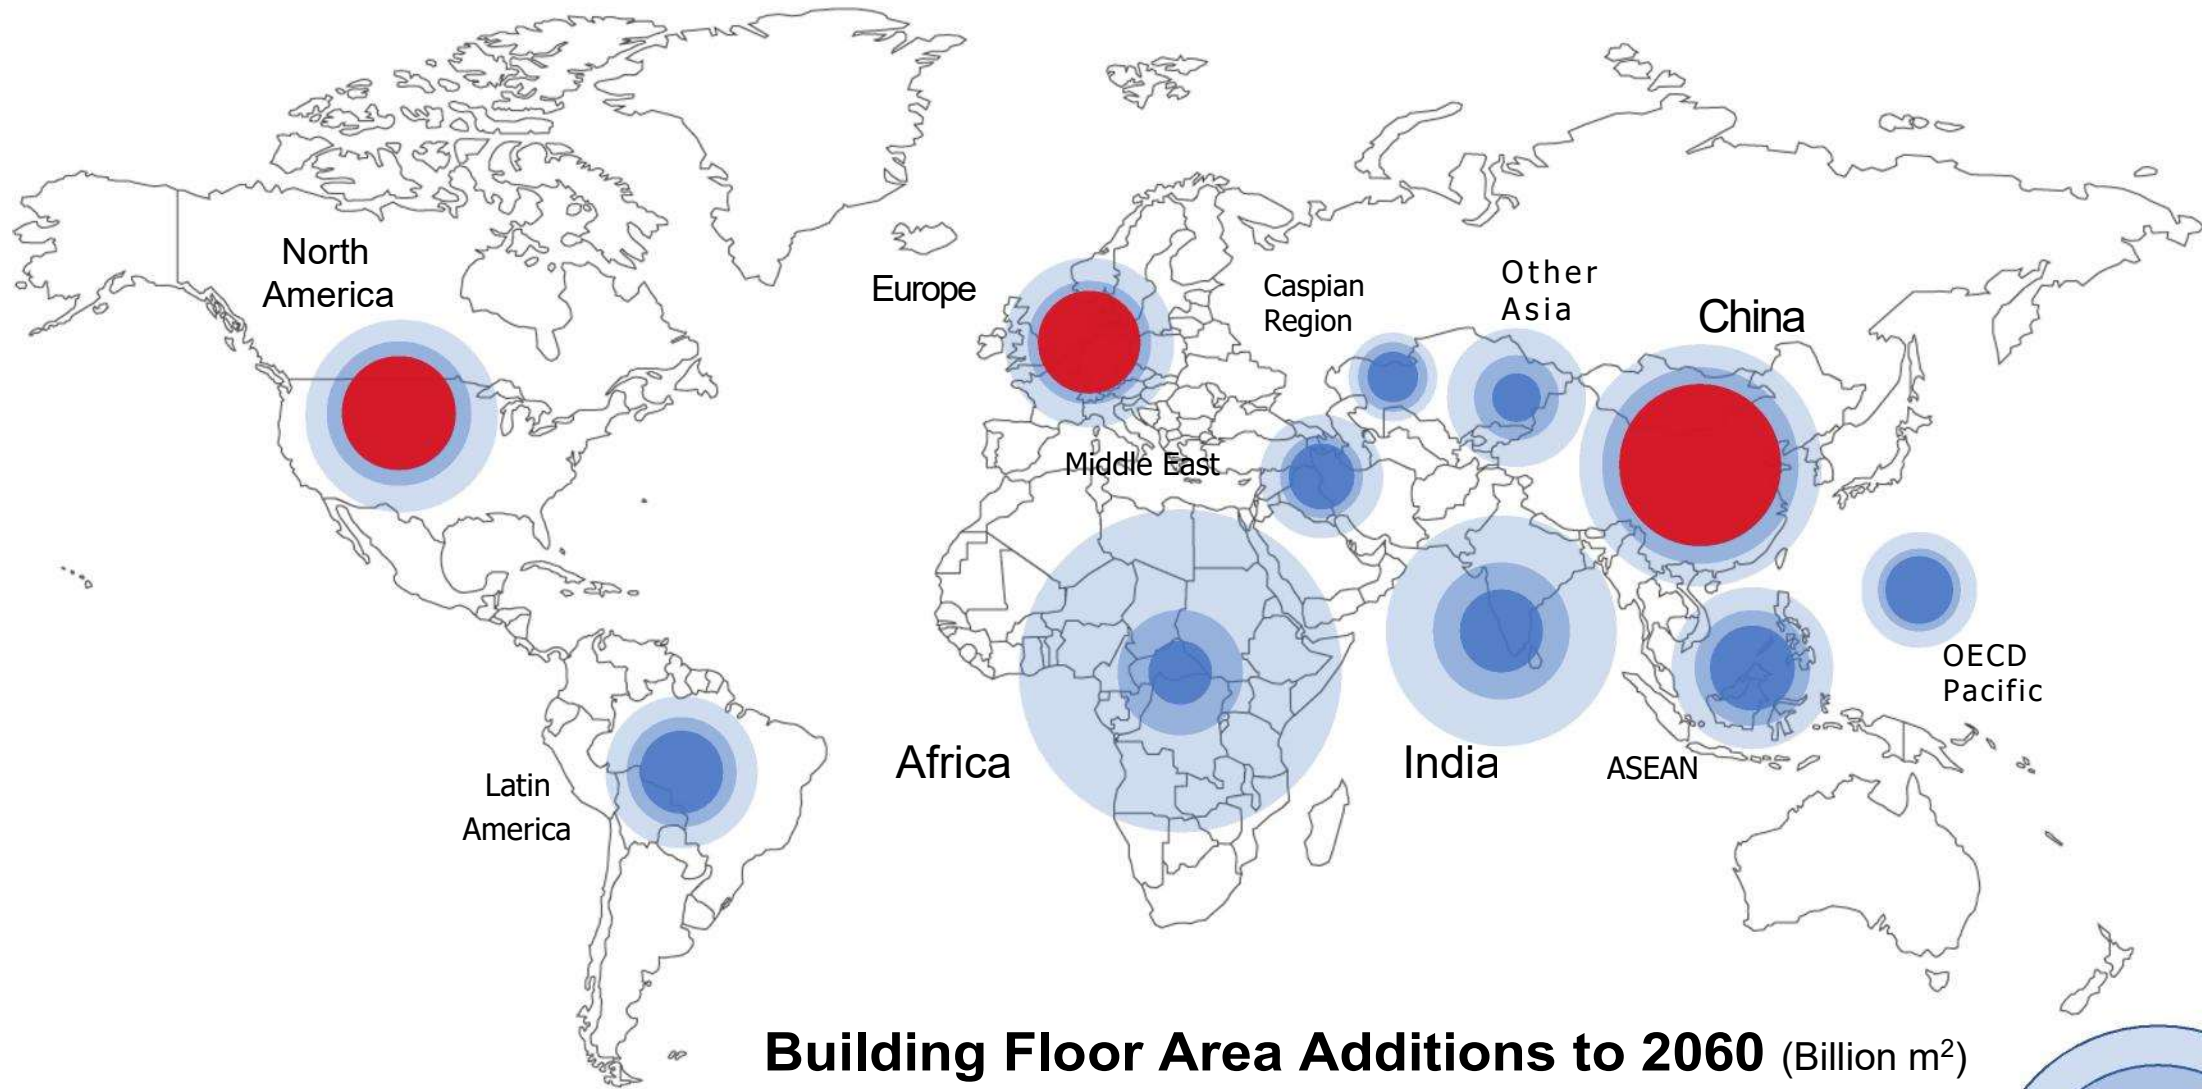 North
America
Europe
Caspian
Region
Other
Asia
China
Middle East
OECD
Pacific
Africa
India
ASEAN
Latin
America
Building Floor Area Additions to 2060 (Billion m²)